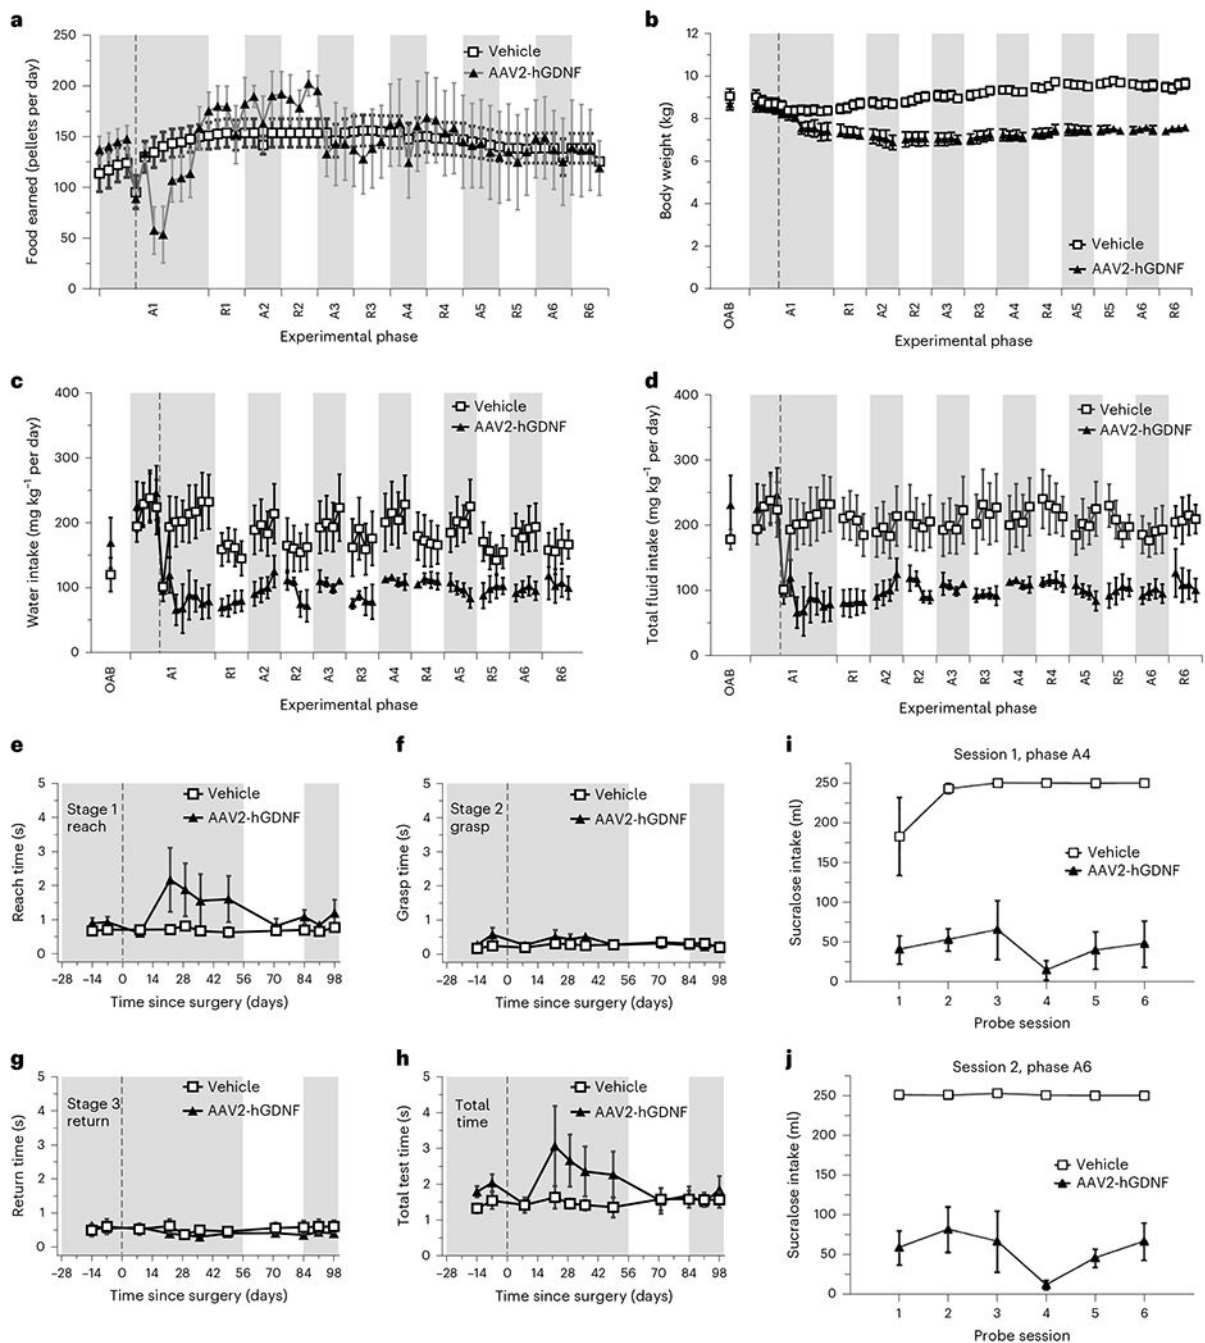 a
250
200
150
100
50
0
Food earned (pellets per day)
Vehicle
AAV2-hGDNF
A1 R1 A2 R2 A3 R3 A4 R4 A5 R5 A6 R6
Experimental phase
b
12
10
8
6
4
2
0
Body weight (kg)
Vehicle
AAV2-hGDNF
OAB A1 R1 A2 R2 A3 R3 A4 R4 A5 R5 A6 R6
Experimental phase
c
400
300
200
100
0
Water intake (mg kg⁻¹ per day)
Vehicle
AAV2-hGDNF
OAB A1 R1 A2 R2 A3 R3 A4 R4 A5 R5 A6 R6
Experimental phase
d
400
300
200
100
0
Total fluid intake (mg kg⁻¹ per day)
Vehicle
AAV2-hGDNF
OAB A1 R1 A2 R2 A3 R3 A4 R4 A5 R5 A6 R6
Experimental phase
e
5
4
3
2
1
0
Reach time (s)
Stage 1
reach
Vehicle
AAV2-hGDNF
−28 −14 0 14 28 42 56 70 84 98
Time since surgery (days)
f
5
4
3
2
1
0
Grasp time (s)
Stage 2
grasp
Vehicle
AAV2-hGDNF
−28 −14 0 14 28 42 56 70 84 98
Time since surgery (days)
i
Session 1, phase A4
250
200
150
100
50
0
Sucralose intake (ml)
Vehicle
AAV2-hGDNF
1 2 3 4 5 6
Probe session
g
5
4
3
2
1
0
Return time (s)
Stage 3
return
Vehicle
AAV2-hGDNF
−28 −14 0 14 28 42 56 70 84 98
Time since surgery (days)
h
5
4
3
2
1
0
Total test time (s)
Total
time
Vehicle
AAV2-hGDNF
−28 −14 0 14 28 42 56 70 84 98
Time since surgery (days)
j
Session 2, phase A6
250
200
150
100
50
0
Sucralose intake (ml)
Vehicle
AAV2-hGDNF
1 2 3 4 5 6
Probe session